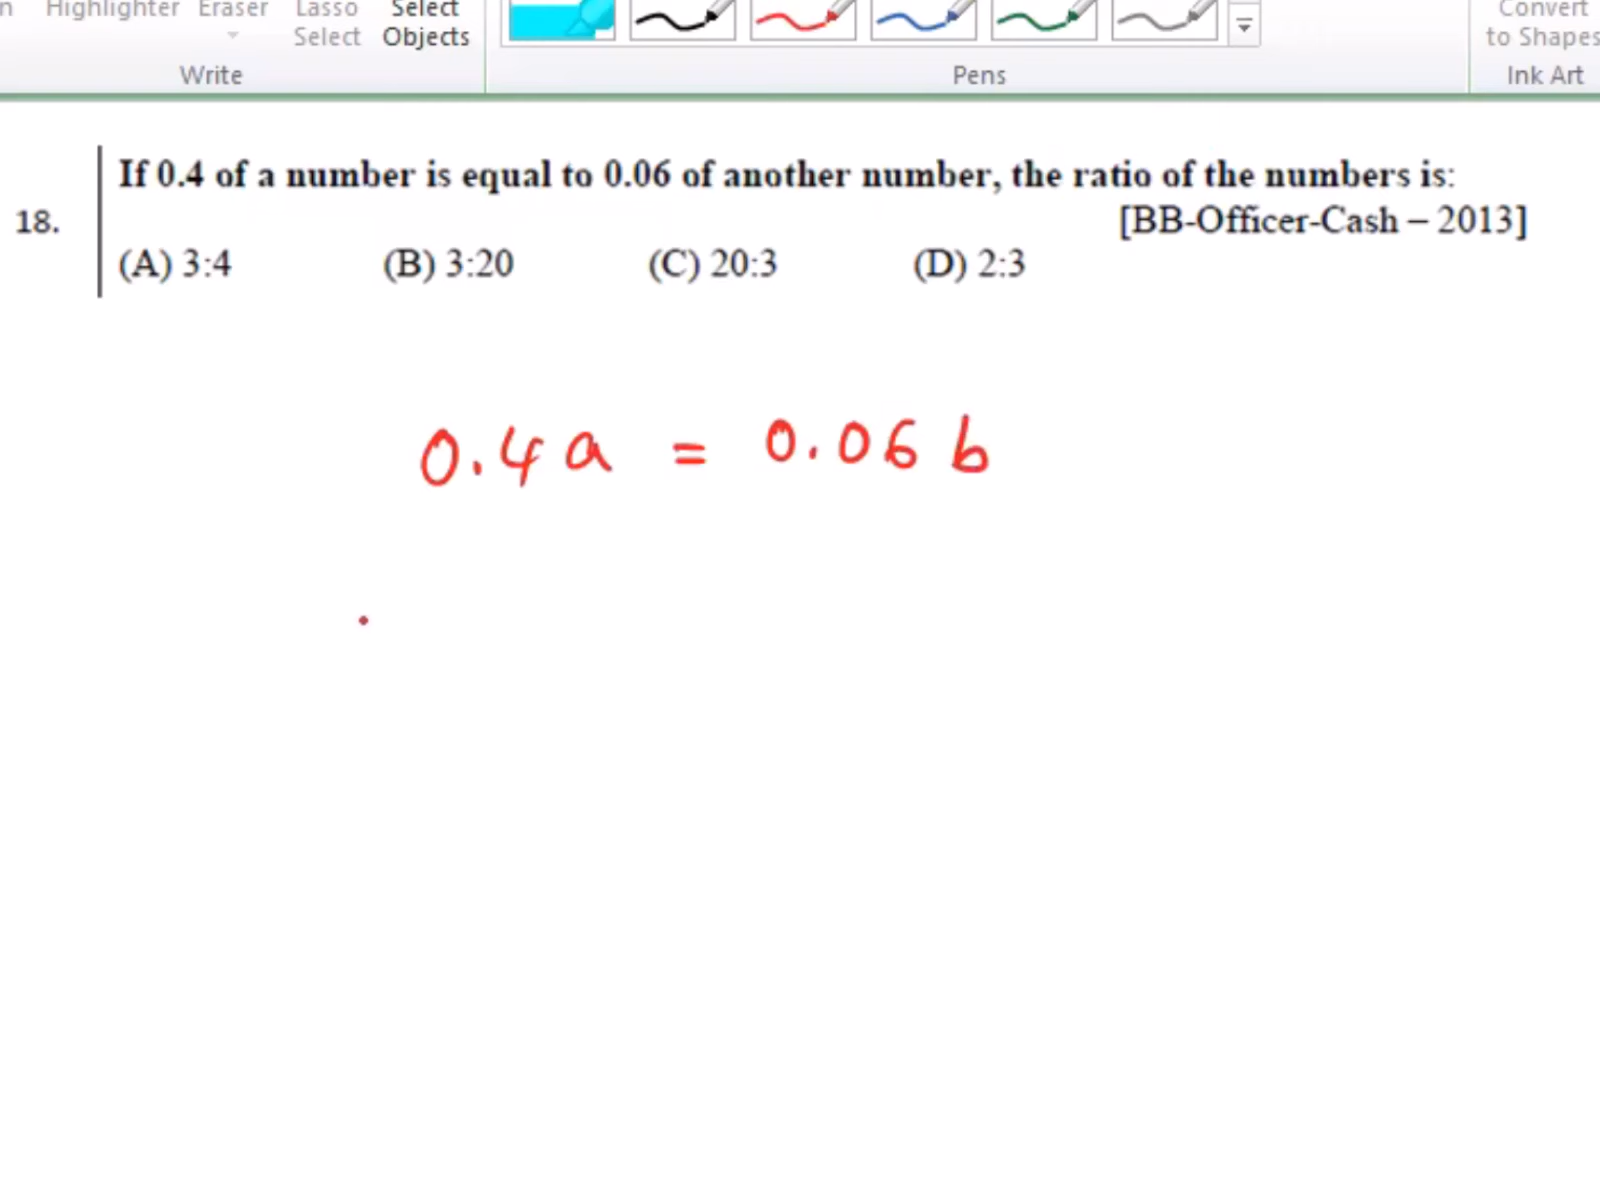 Highlighter Eraser Lasso Select Select Objects Convert to Shapes
Write Pens Ink Art
If 0.4 of a number is equal to 0.06 of another number, the ratio of the numbers is:
18. [BB-Officer-Cash – 2013]
(A) 3:4 (B) 3:20 (C) 20:3 (D) 2:3
0.4 a = 0.06 b